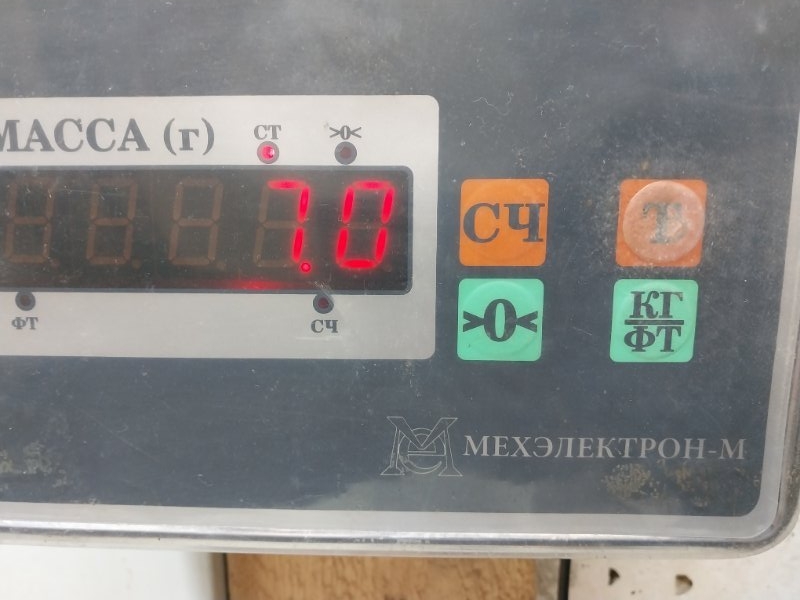 МАССА (г)
СТ
>0<
7.0
ФТ
СЧ
СЧ
Т
>0<
КГ
ФТ
МЕХЭЛЕКТРОН-М